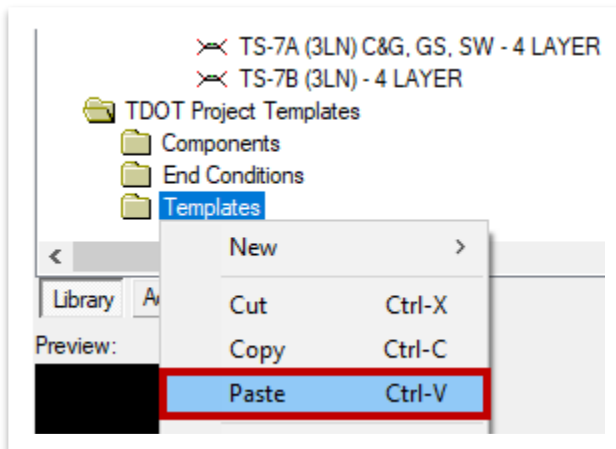 TS-7A (3LN) C&G, GS, SW - 4 LAYER
TS-7B (3LN) - 4 LAYER
TDOT Project Templates
Components
End Conditions
Templates
New >
Library
Cut Ctrl-X
Preview:
Copy Ctrl-C
Paste Ctrl-V